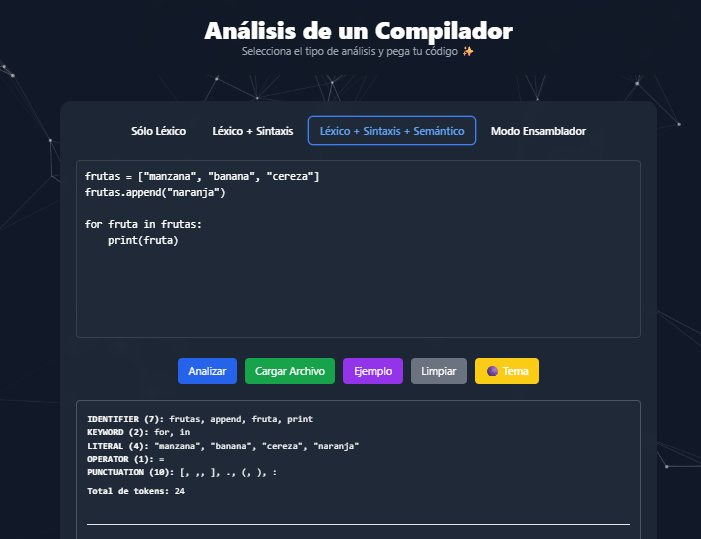 Análisis de un Compilador
Selecciona el tipo de análisis y pega tu código ✨
Sólo Léxico
Léxico + Sintaxis
Léxico + Sintaxis + Semántico
Modo Ensamblador
frutas = ["manzana", "banana", "cereza"]
frutas.append("naranja")
for fruta in frutas:
    print(fruta)
Analizar
Cargar Archivo
Ejemplo
Limpiar
Tema
IDENTIFIER (7): frutas, append, fruta, print
KEYWORD (2): for, in
LITERAL (4): "manzana", "banana", "cereza", "naranja"
OPERATOR (1): =
PUNCTUATION (10): [, ,, ], ., (, ), :
Total de tokens: 24